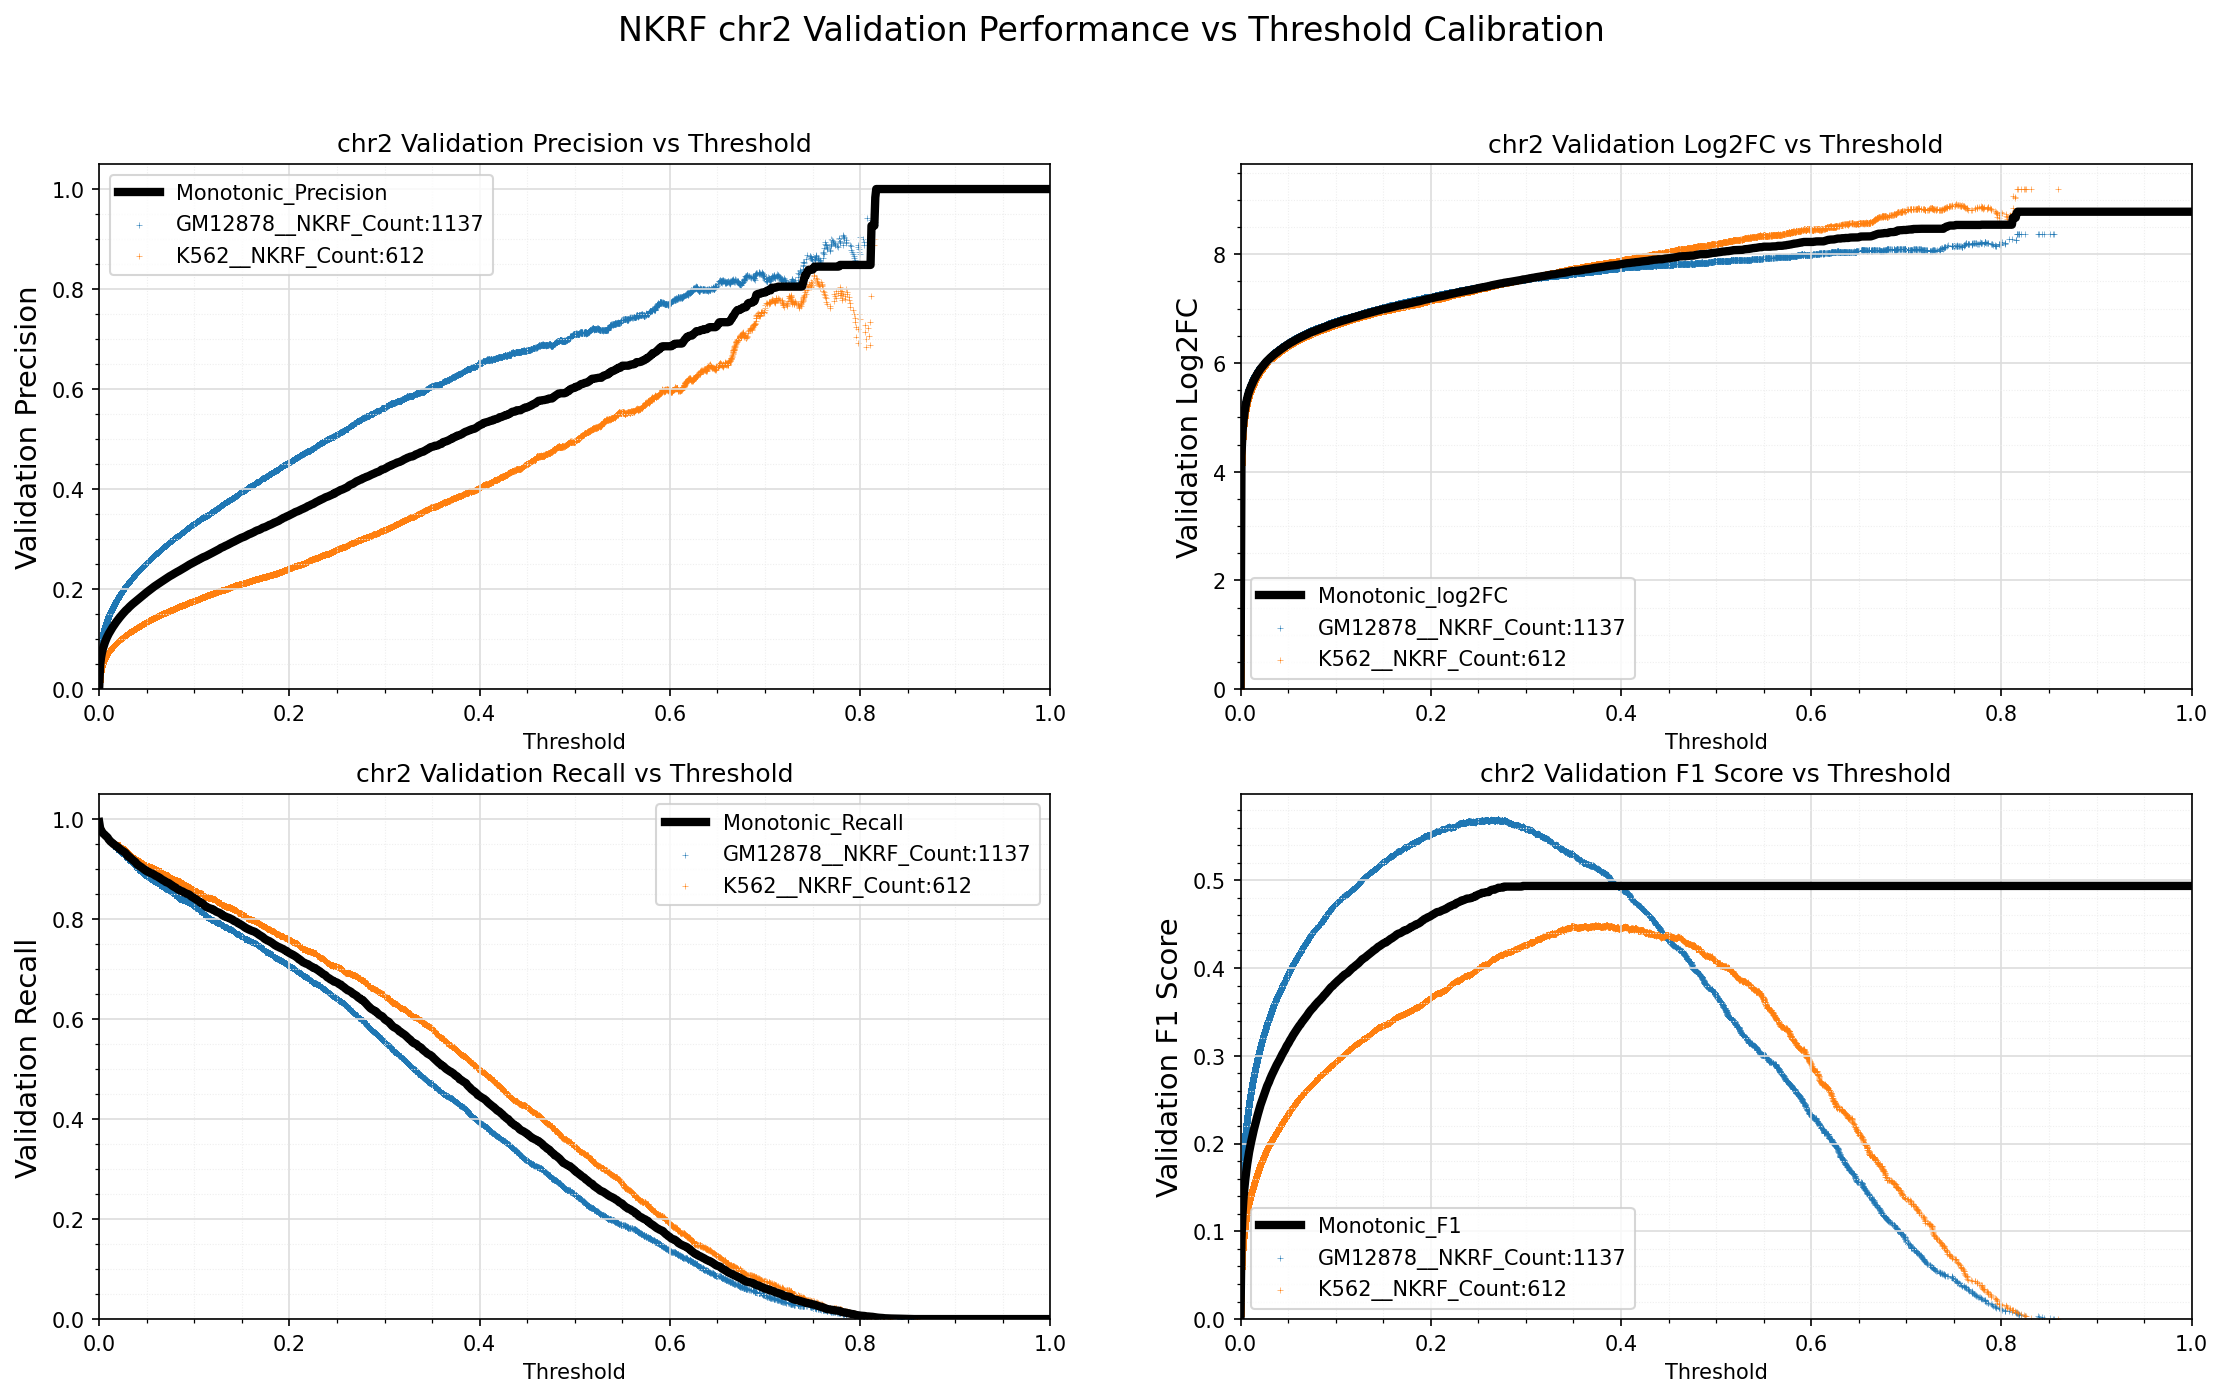 NKRF chr2 Validation Performance vs Threshold Calibration
chr2 Validation Precision vs Threshold
Validation Precision
1.0
0.8
0.6
0.4
0.2
0.0
Monotonic_Precision
GM12878__NKRF_Count:1137
K562__NKRF_Count:612
0.0 0.2 0.4 0.6 0.8 1.0
Threshold
chr2 Validation Log2FC vs Threshold
Validation Log2FC
8
6
4
2
0
Monotonic_log2FC
GM12878__NKRF_Count:1137
K562__NKRF_Count:612
0.0 0.2 0.4 0.6 0.8 1.0
Threshold
chr2 Validation Recall vs Threshold
Validation Recall
1.0
0.8
0.6
0.4
0.2
0.0
Monotonic_Recall
GM12878__NKRF_Count:1137
K562__NKRF_Count:612
0.0 0.2 0.4 0.6 0.8 1.0
Threshold
chr2 Validation F1 Score vs Threshold
Validation F1 Score
0.5
0.4
0.3
0.2
0.1
0.0
Monotonic_F1
GM12878__NKRF_Count:1137
K562__NKRF_Count:612
0.0 0.2 0.4 0.6 0.8 1.0
Threshold